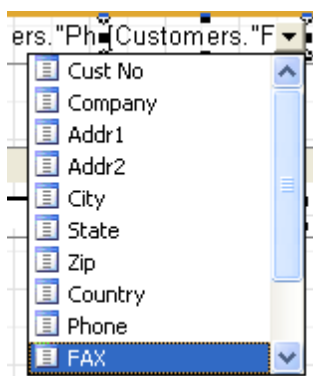 ers."Ph [Customers."F
Cust No
Company
Addr1
Addr2
City
State
Zip
Country
Phone
FAX